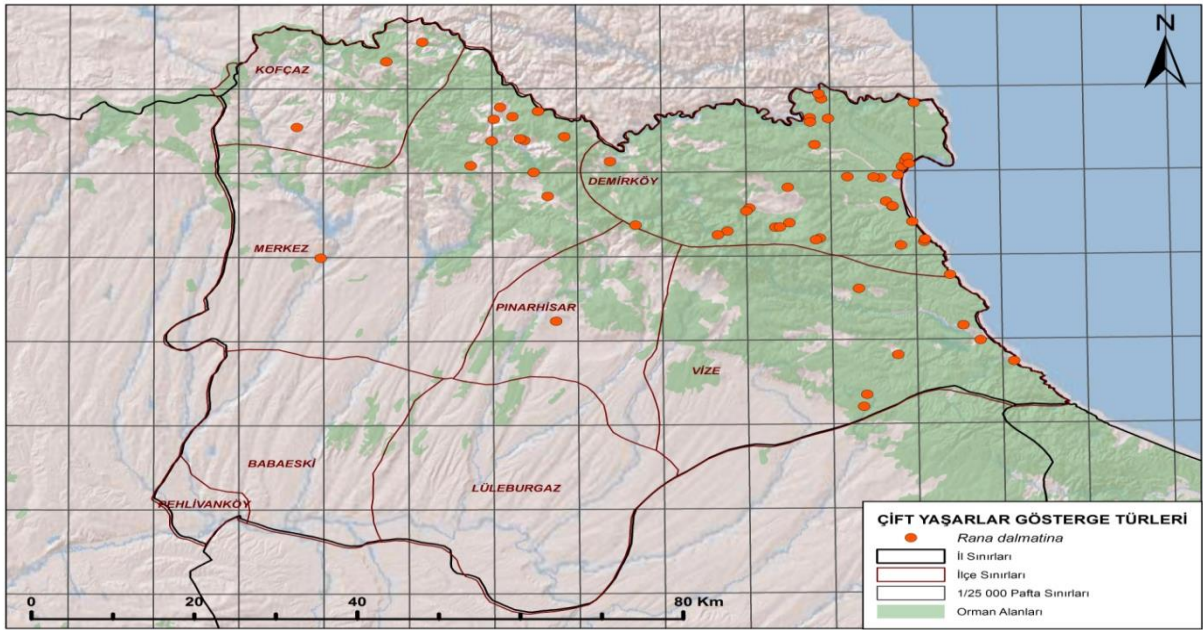 N
KOFÇAZ
DEMİRKÖY
MERKEZ
PINARHİSAR
VİZE
BABAESKİ
LÜLEBURGAZ
PEHLİVANKÖY
ÇİFT YAŞARLAR GÖSTERGE TÜRLERİ
Rana dalmatina
İl Sınırları
İlçe Sınırları
1/25 000 Pafta Sınırları
Orman Alanları
0 20 40 80 Km